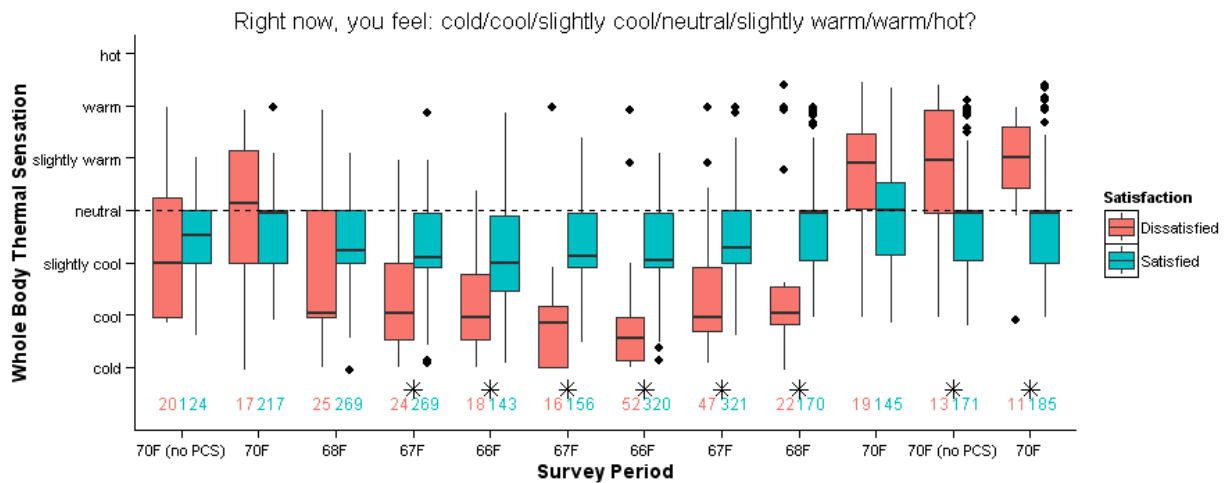 Right now, you feel: cold/cool/slightly cool/neutral/slightly warm/warm/hot?
Whole Body Thermal Sensation
hot
warm
slightly warm
neutral
slightly cool
cool
cold
20 124 17 217 25 269 24 269 18 143 16 156 52 320 47 321 22 170 19 145 13 171 11 185
70F (no PCS) 70F 68F 67F 66F 67F 66F 67F 68F 70F 70F (no PCS) 70F
Survey Period
Satisfaction
Dissatisfied
Satisfied